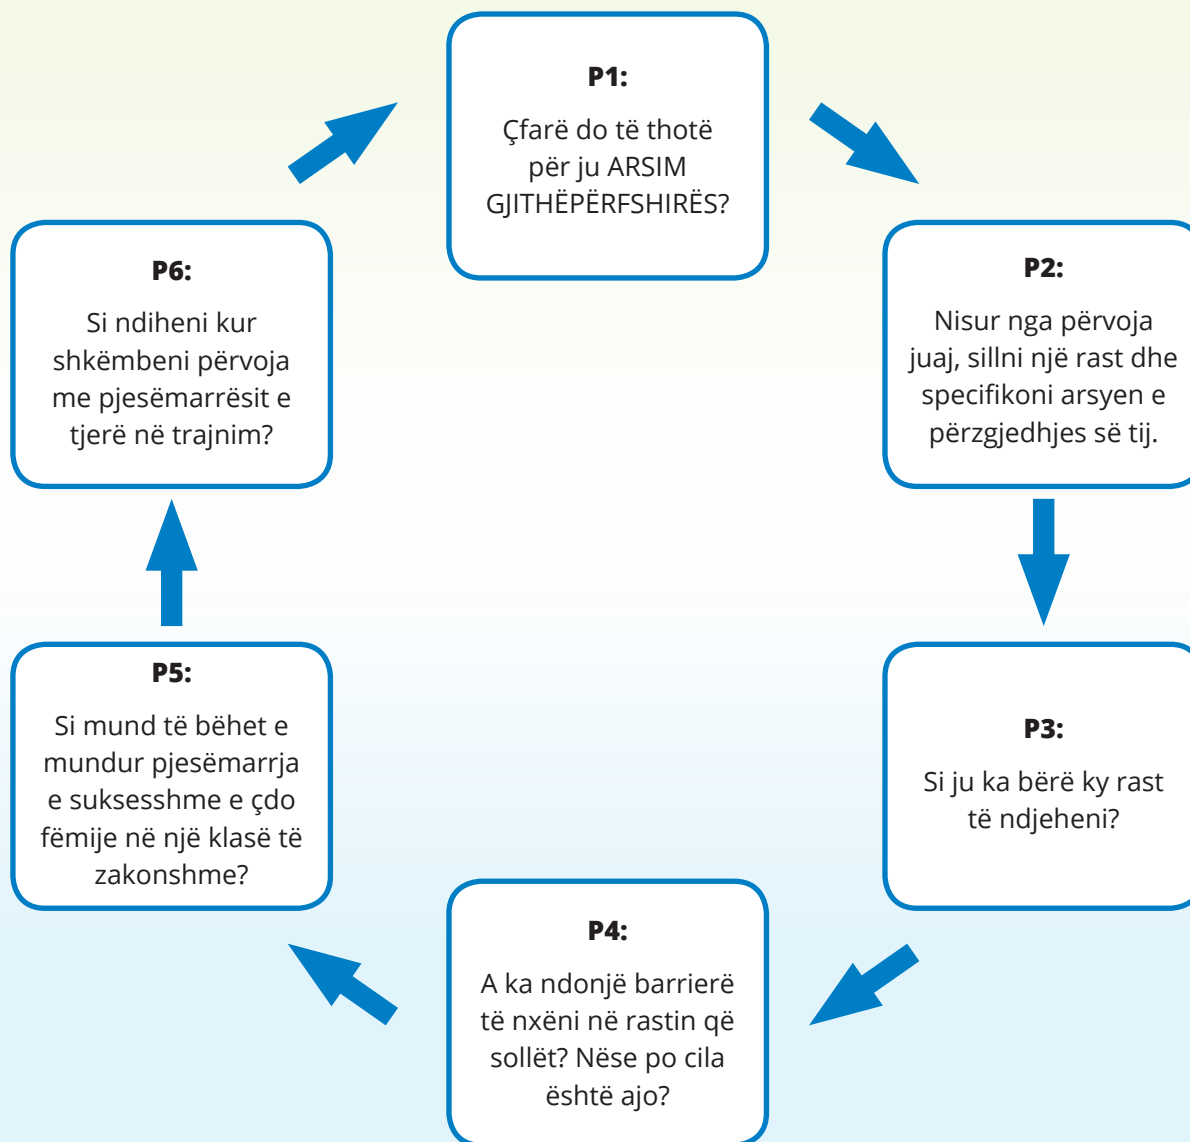 P1:
Çfarë do të thotë
për ju ARSIM
GJITHËPËRFSHIRËS?
P2:
Nisur nga përvoja
juaj, sillni një rast dhe
specifikoni arsyen e
përzgjedhjes së tij.
P3:
Si ju ka bërë ky rast
të ndjeheni?
P4:
A ka ndonjë barrierë
të nxëni në rastin që
sollët? Nëse po cila
është ajo?
P5:
Si mund të bëhet e
mundur pjesëmarrja
e suksesshme e çdo
fëmije në një klasë të
zakonshme?
P6:
Si ndiheni kur
shkëmbeni përvoja
me pjesëmarrësit e
tjerë në trajnim?